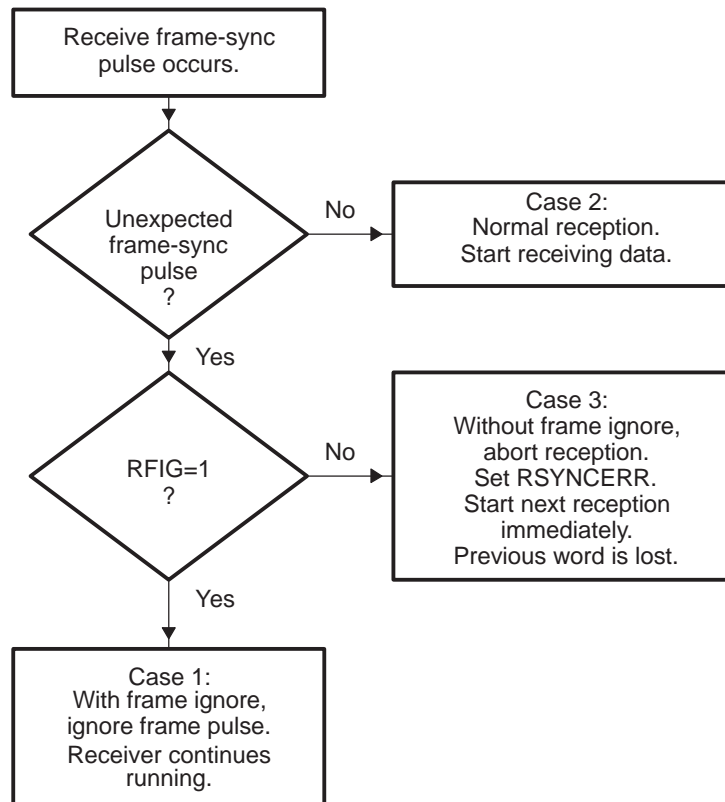 Receive frame-sync
pulse occurs.
Unexpected
frame-sync
pulse
?
No
Case 2:
Normal reception.
Start receiving data.
Yes
RFIG=1
?
No
Case 3:
Without frame ignore,
abort reception.
Set RSYNCERR.
Start next reception
immediately.
Previous word is lost.
Yes
Case 1:
With frame ignore,
ignore frame pulse.
Receiver continues
running.